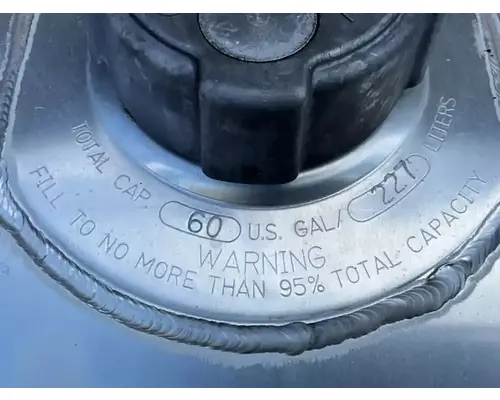 TOTAL CAP. 60 U.S. GAL/ 227 LITERS
WARNING
FILL TO NO MORE THAN 95% TOTAL CAPACITY